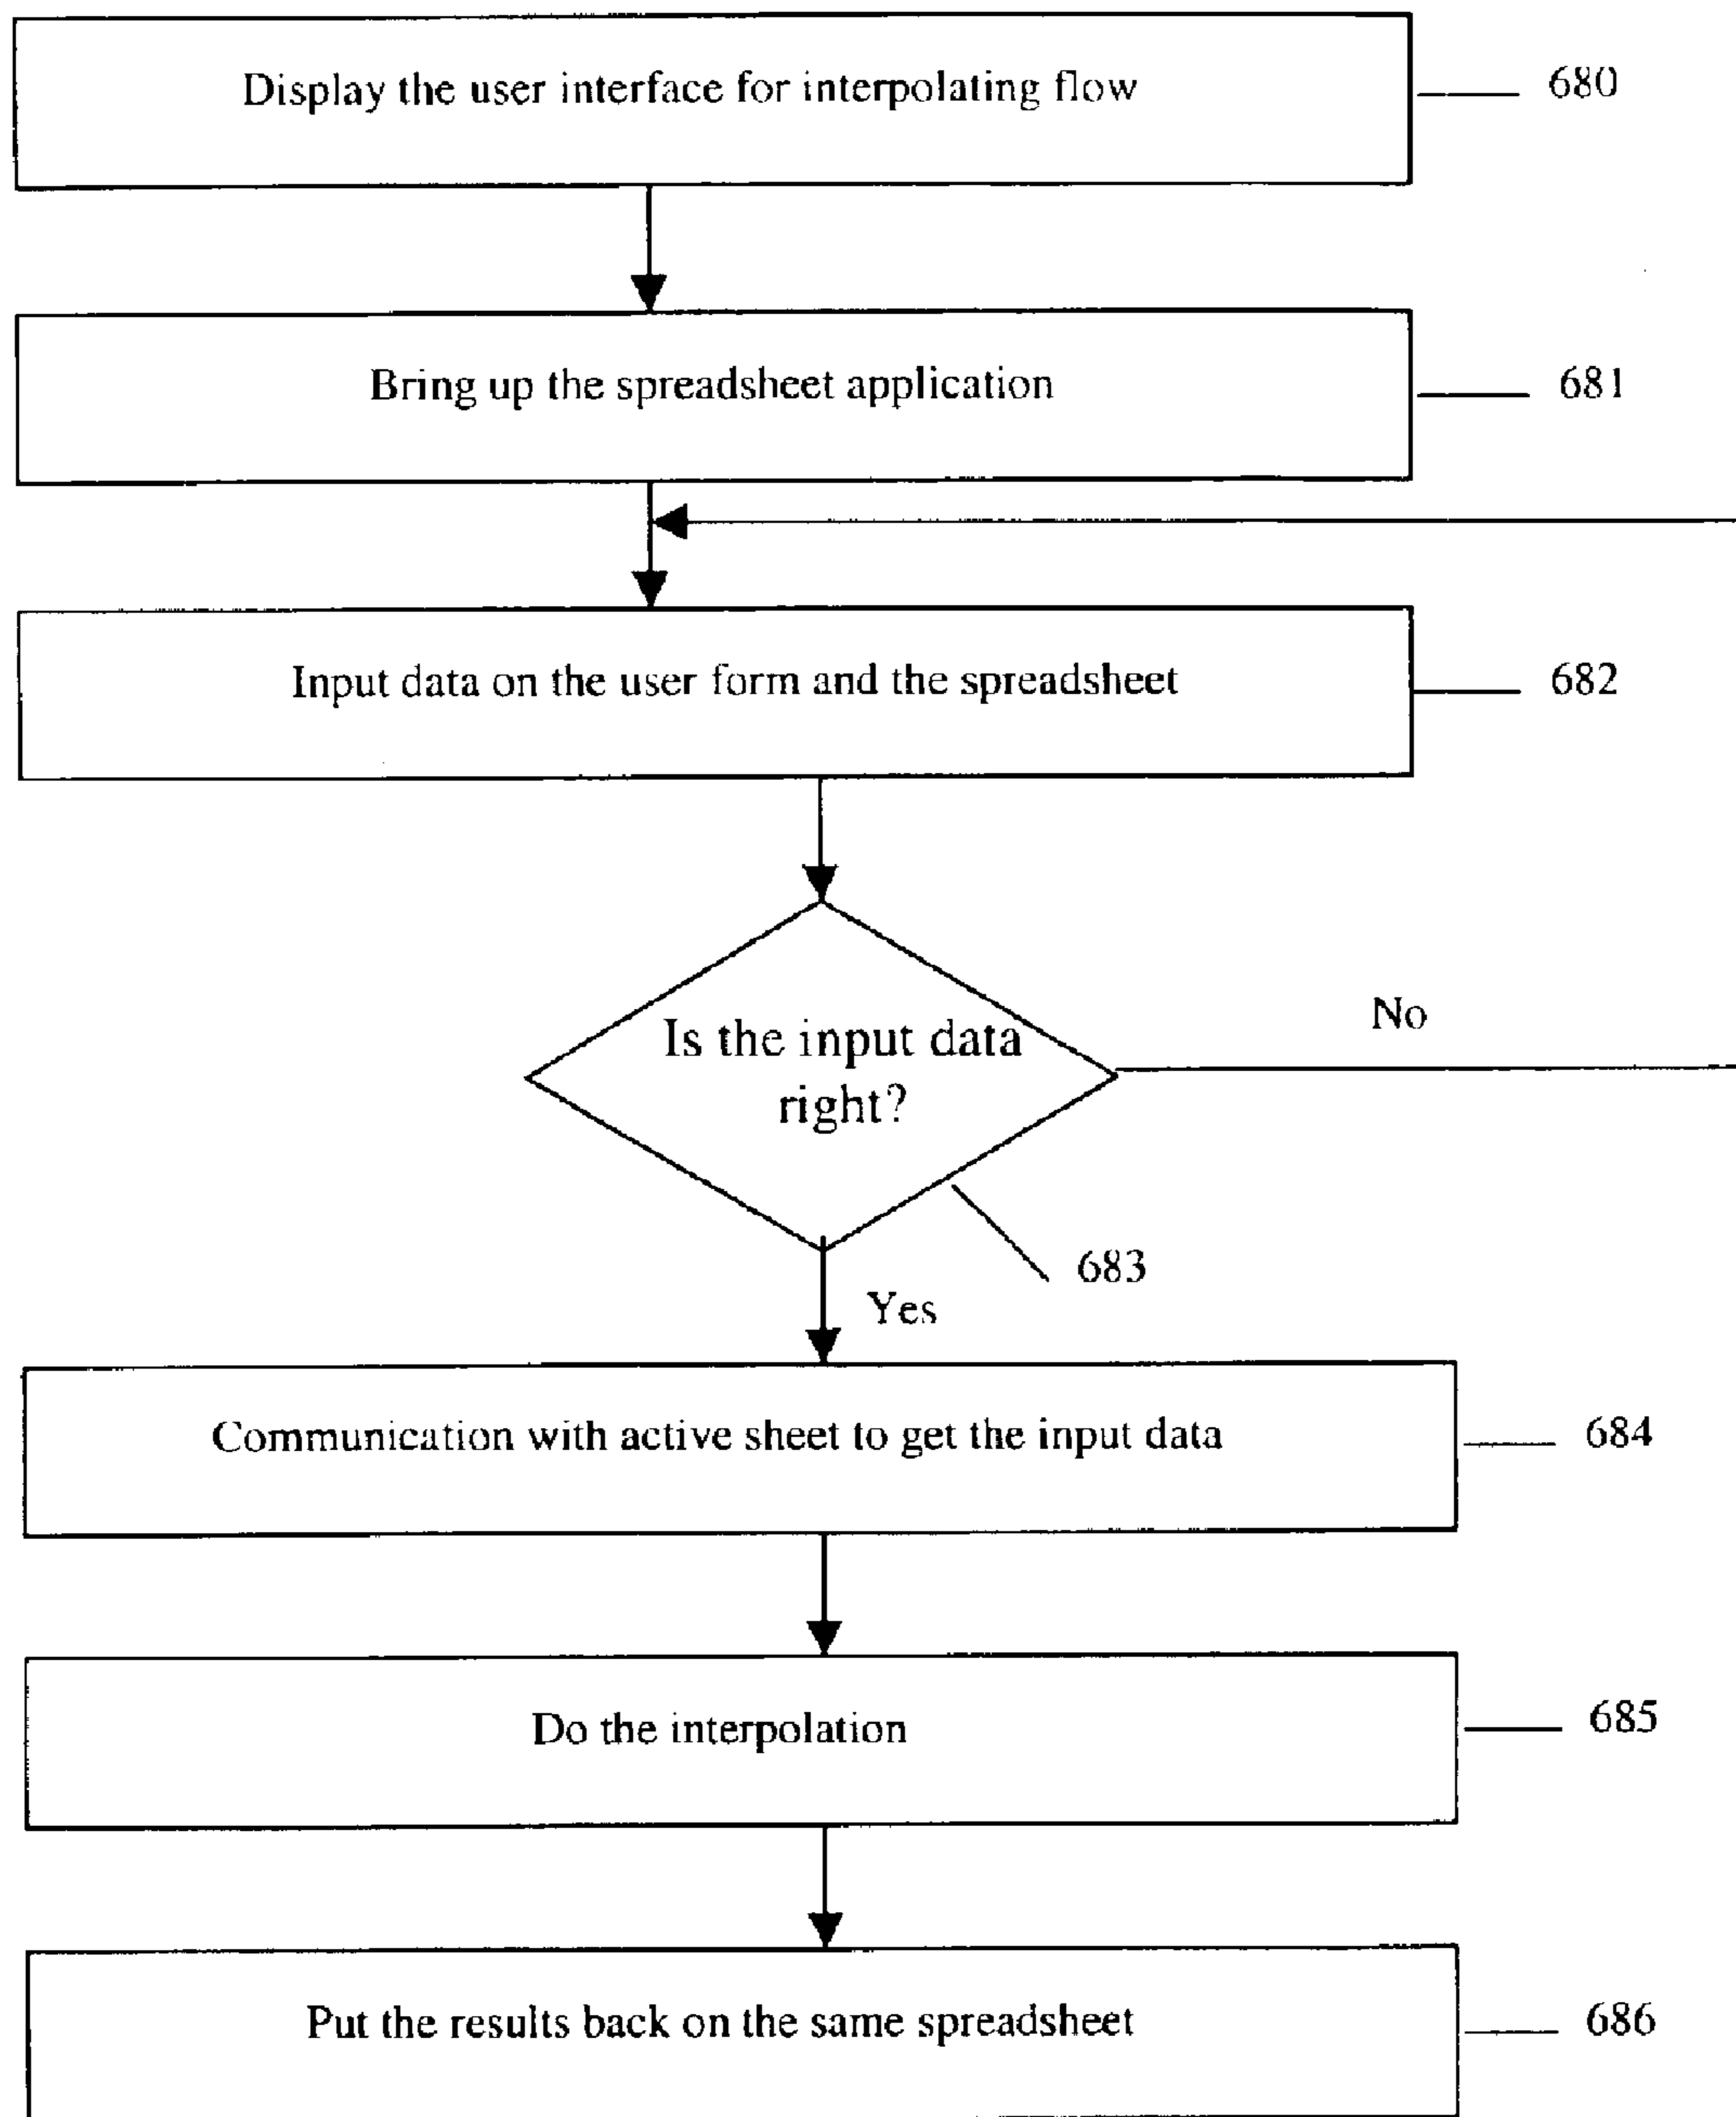 Display the user interface for interpolating flow
680
Bring up the spreadsheet application
681
Input data on the user form and the spreadsheet
682
Is the input data
right?
No
683
Yes
Communication with active sheet to get the input data
684
Do the interpolation
685
Put the results back on the same spreadsheet
686